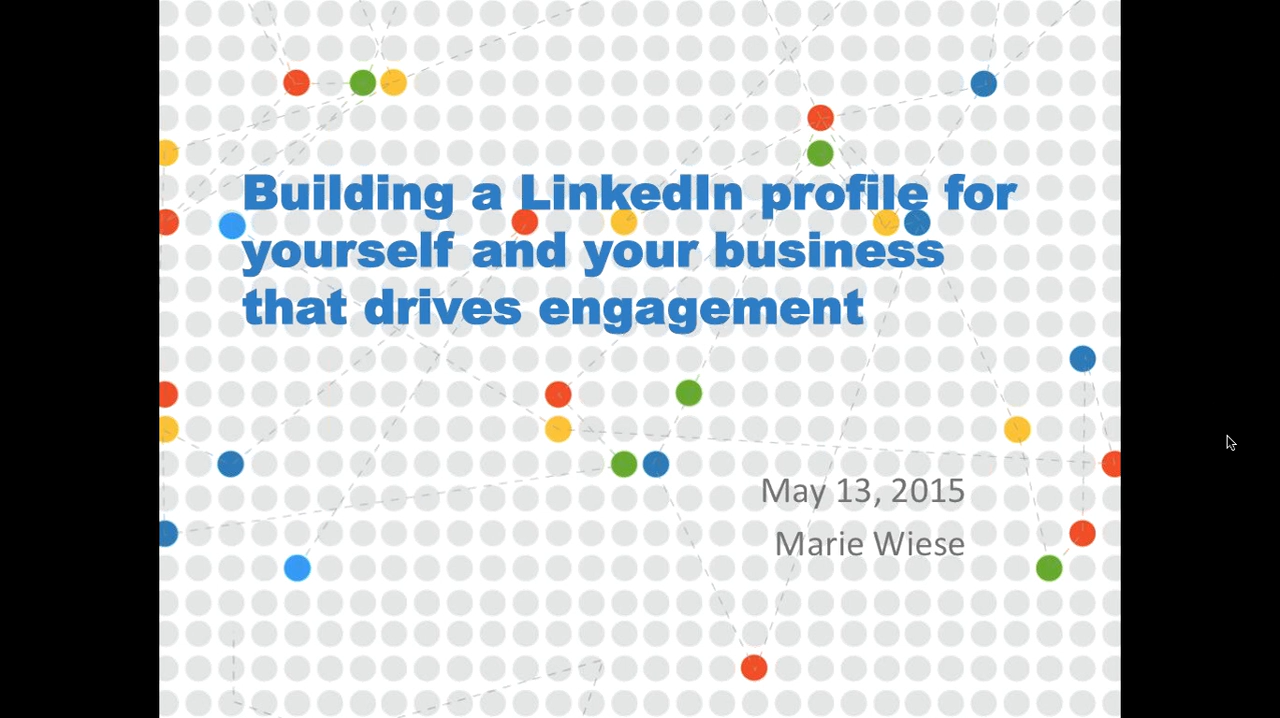 Building a LinkedIn profile for
yourself and your business
that drives engagement
May 13, 2015
Marie Wiese